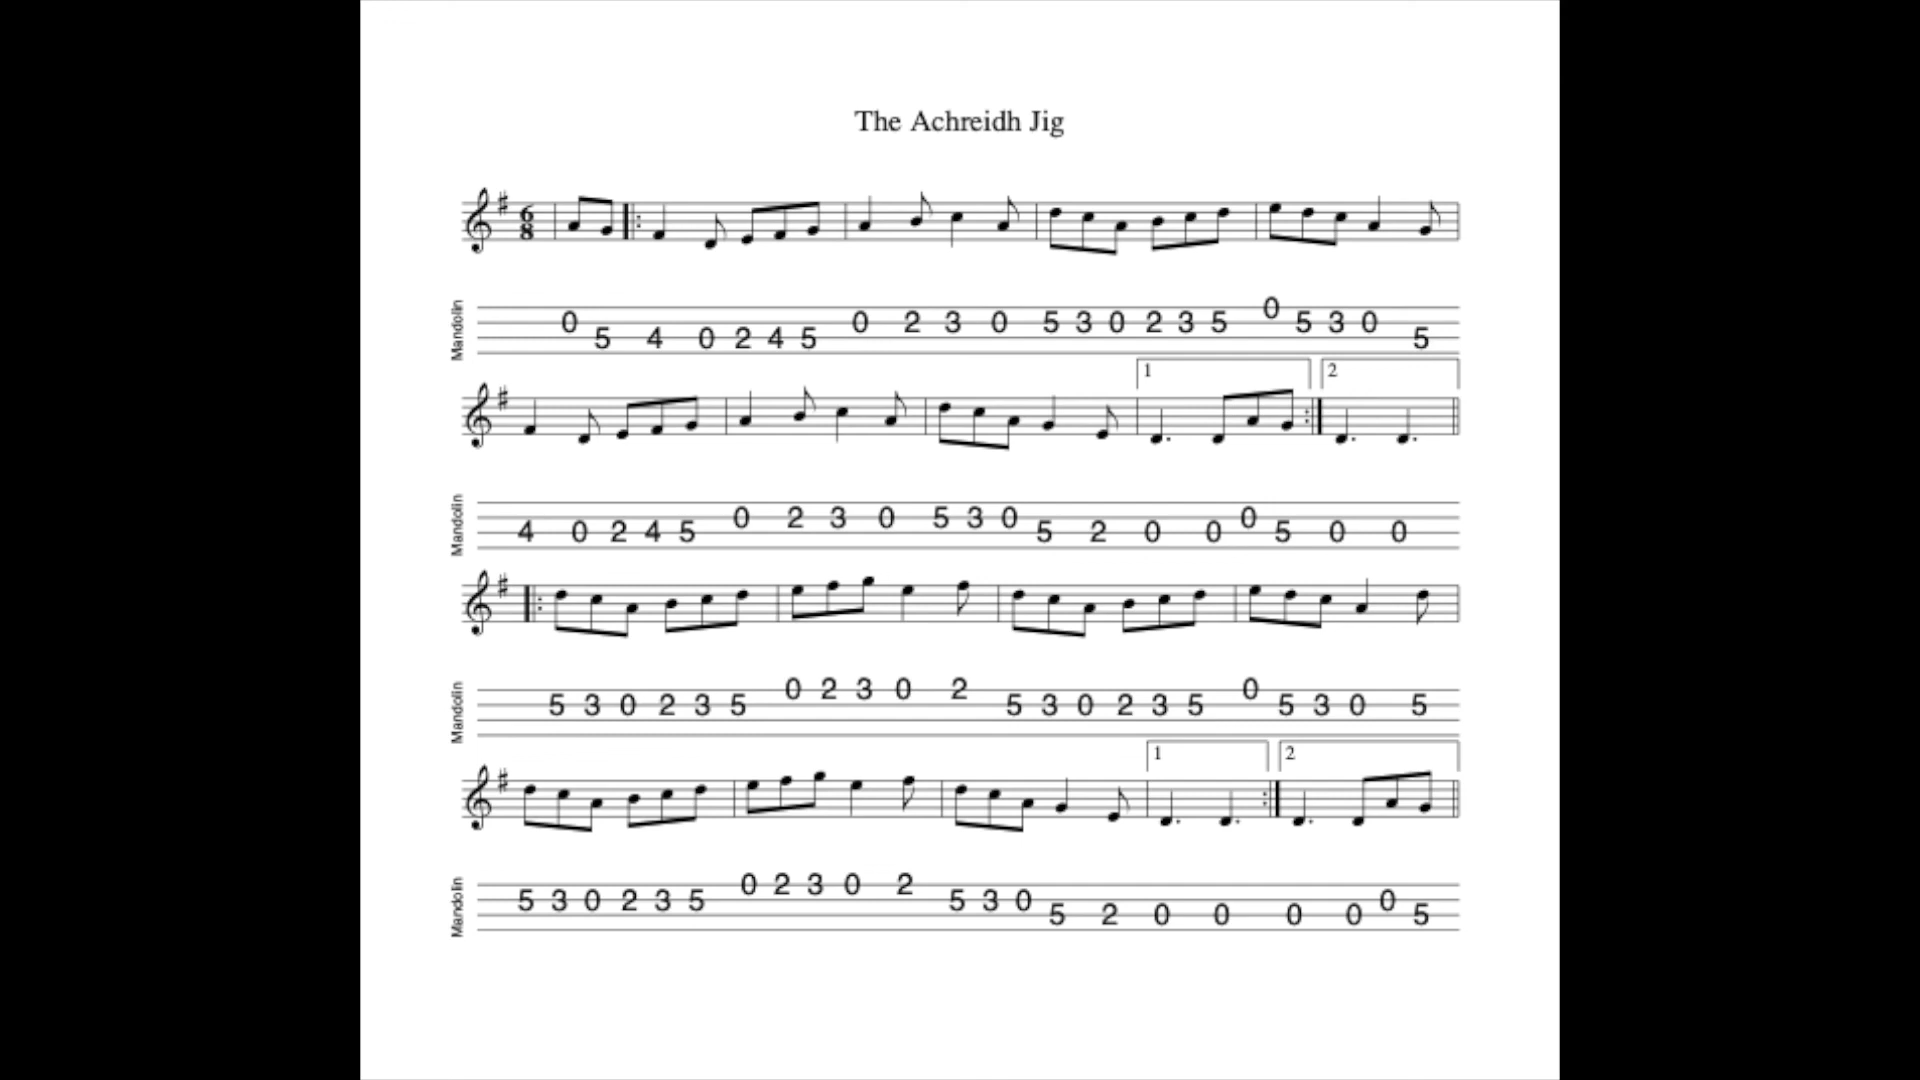 The Achreidh Jig
6
8
Mandolin
0 5 4 0 2 4 5 0 2 3 0 5 3 0 2 3 5 0 5 3 0 5
1 2
Mandolin
4 0 2 4 5 0 2 3 0 5 3 0 5 2 0 0 0 5 0 0
Mandolin
5 3 0 2 3 5 0 2 3 0 2 5 3 0 2 3 5 0 5 3 0 5
1 2
Mandolin
5 3 0 2 3 5 0 2 3 0 2 5 3 0 5 2 0 0 0 0 0 5